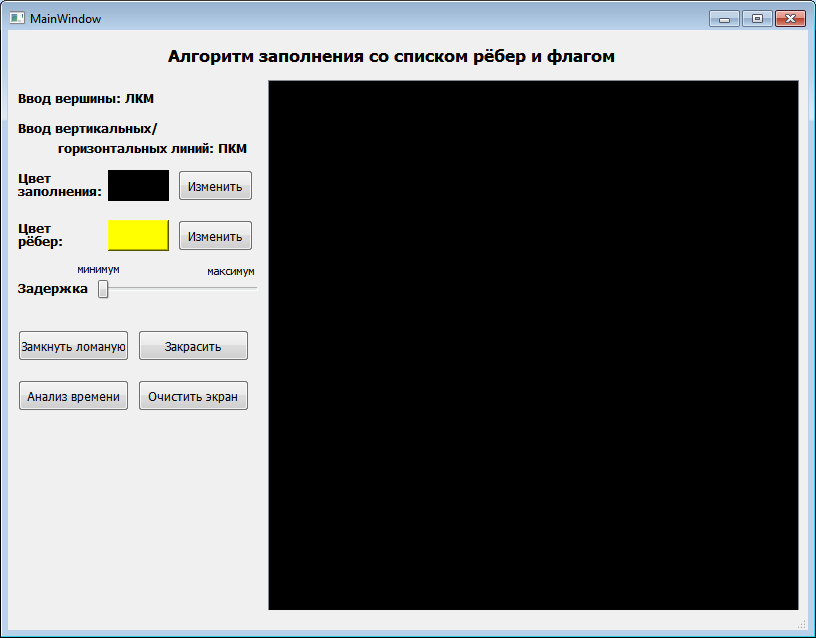 MainWindow
Алгоритм заполнения со списком рёбер и флагом
Ввод вершины: ЛКМ
Ввод вертикальных/
горизонтальных линий: ПКМ
Цвет
заполнения:
Изменить
Цвет
рёбер:
Изменить
минимум
максимум
Задержка
Замкнуть ломаную
Закрасить
Анализ времени
Очистить экран